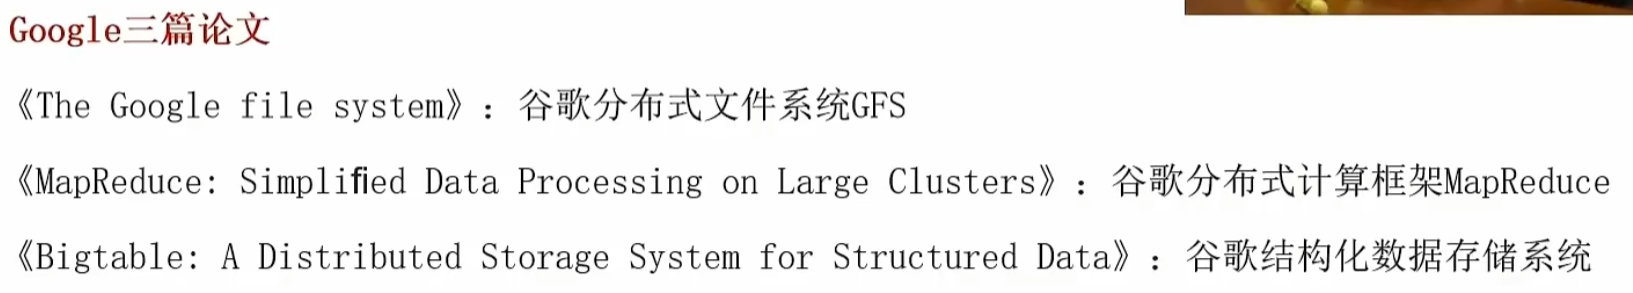 Google三篇论文
《The Google file system》：谷歌分布式文件系统GFS
《MapReduce: Simplified Data Processing on Large Clusters》：谷歌分布式计算框架MapReduce
《Bigtable: A Distributed Storage System for Structured Data》：谷歌结构化数据存储系统